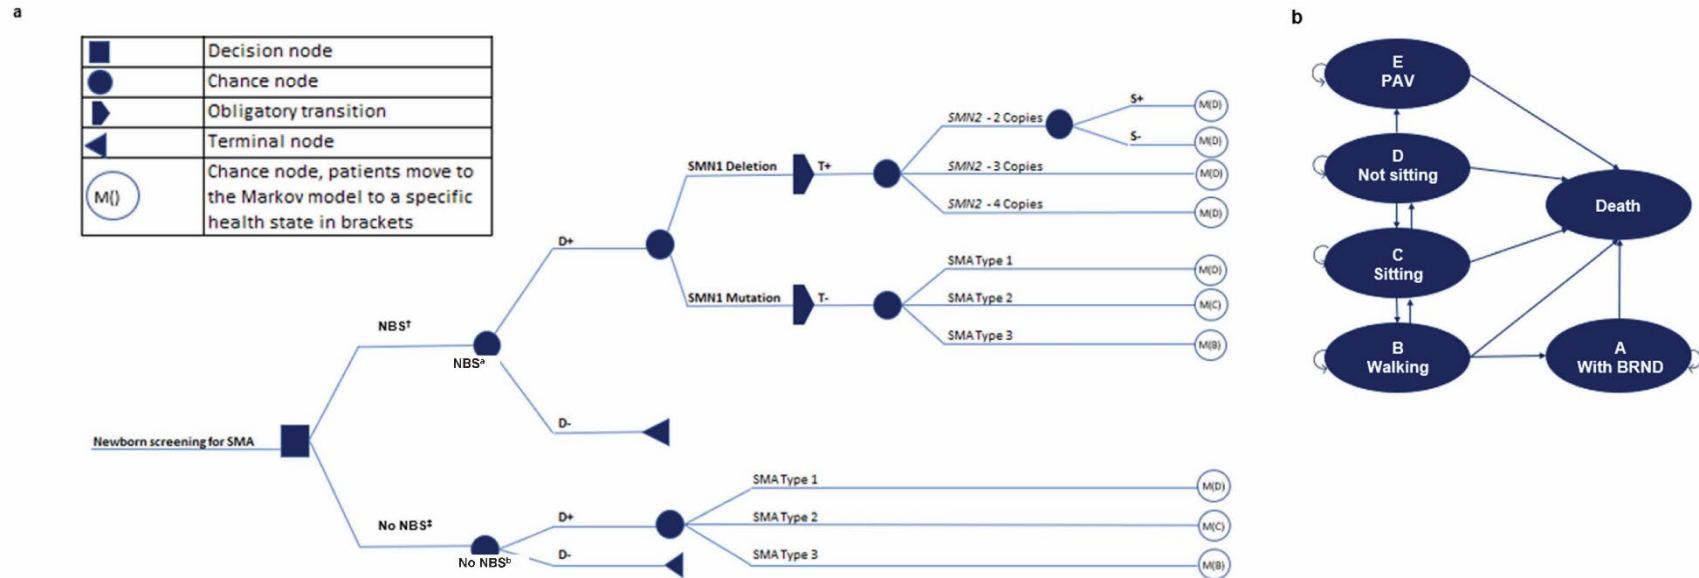 a
Decision node
Chance node
Obligatory transition
Terminal node
M()
Chance node, patients move to
the Markov model to a specific
health state in brackets
Newborn screening for SMA
NBS†
NBSᵃ
D+
SMN1 Deletion
T+
SMN2 - 2 Copies
S+
M(D)
S-
M(D)
SMN2 - 3 Copies
M(D)
SMN2 - 4 Copies
M(D)
SMN1 Mutation
T-
SMA Type 1
M(D)
SMA Type 2
M(C)
SMA Type 3
M(B)
D-
No NBS‡
No NBSᵇ
D+
SMA Type 1
M(D)
SMA Type 2
M(C)
SMA Type 3
M(B)
D-
b
E
PAV
D
Not sitting
C
Sitting
B
Walking
Death
A
With BRND